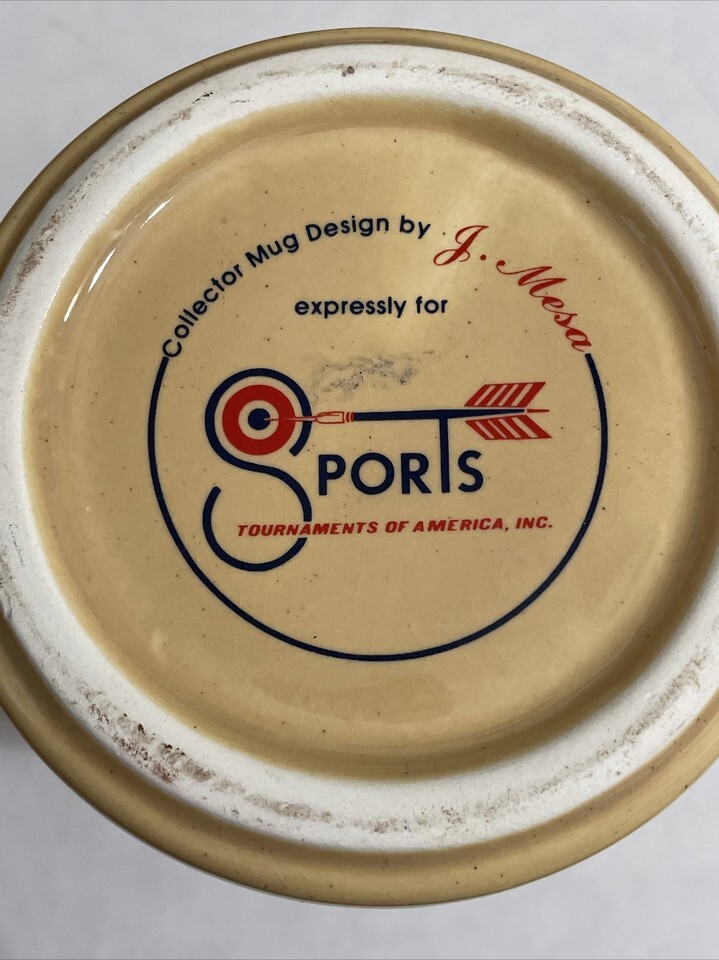 Collector Mug Design by J. Mesa
expressly for
SPORTS
TOURNAMENTS OF AMERICA, INC.